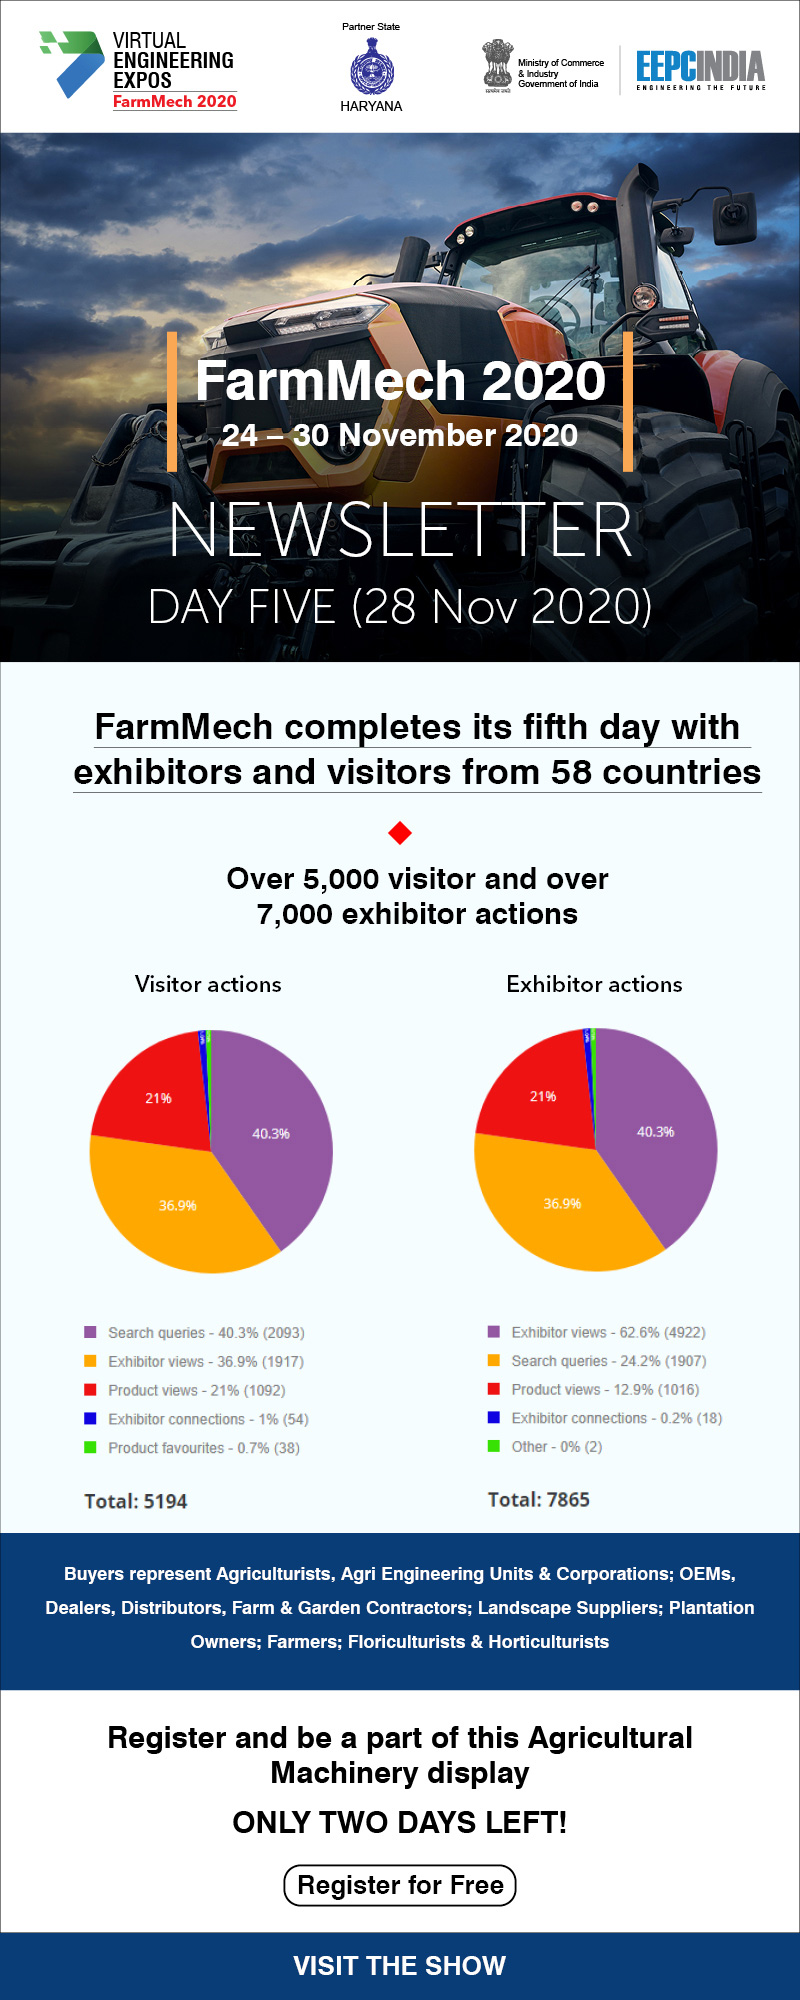 VIRTUAL
ENGINEERING
EXPOS
FarmMech 2020
Partner State
HARYANA
सत्यमेव जयते
Ministry of Commerce
& Industry
Government of India
EEPCINDIA
ENGINEERING THE FUTURE
FarmMech 2020
24 – 30 November 2020
NEWSLETTER
DAY FIVE (28 Nov 2020)
FarmMech completes its fifth day with
exhibitors and visitors from 58 countries
Over 5,000 visitor and over
7,000 exhibitor actions
Visitor actions
40.3%
36.9%
21%
Search queries - 40.3% (2093)
Exhibitor views - 36.9% (1917)
Product views - 21% (1092)
Exhibitor connections - 1% (54)
Product favourites - 0.7% (38)
Total: 5194
Exhibitor actions
40.3%
36.9%
21%
Exhibitor views - 62.6% (4922)
Search queries - 24.2% (1907)
Product views - 12.9% (1016)
Exhibitor connections - 0.2% (18)
Other - 0% (2)
Total: 7865
Buyers represent Agriculturists, Agri Engineering Units & Corporations; OEMs,
Dealers, Distributors, Farm & Garden Contractors; Landscape Suppliers; Plantation
Owners; Farmers; Floriculturists & Horticulturists
Register and be a part of this Agricultural
Machinery display
ONLY TWO DAYS LEFT!
Register for Free
VISIT THE SHOW